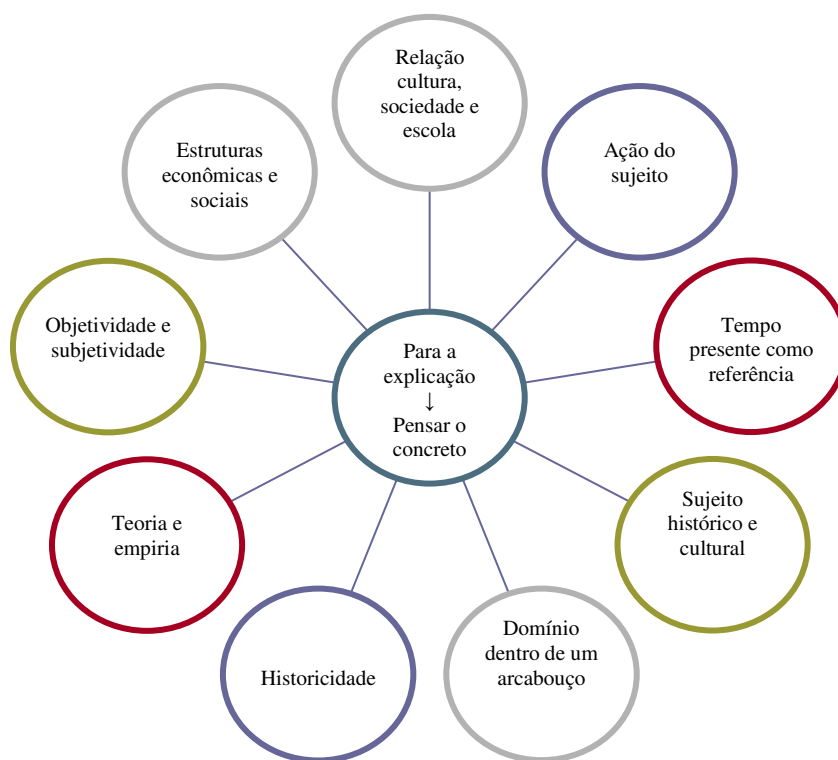 Relação
cultura,
sociedade e
escola
Ação do
sujeito
Tempo
presente como
referência
Sujeito
histórico e
cultural
Domínio
dentro de um
arcabouço
Historicidade
Teoria e
empiria
Objetividade e
subjetividade
Estruturas
econômicas e
sociais
Para a
explicação
↓
Pensar o
concreto